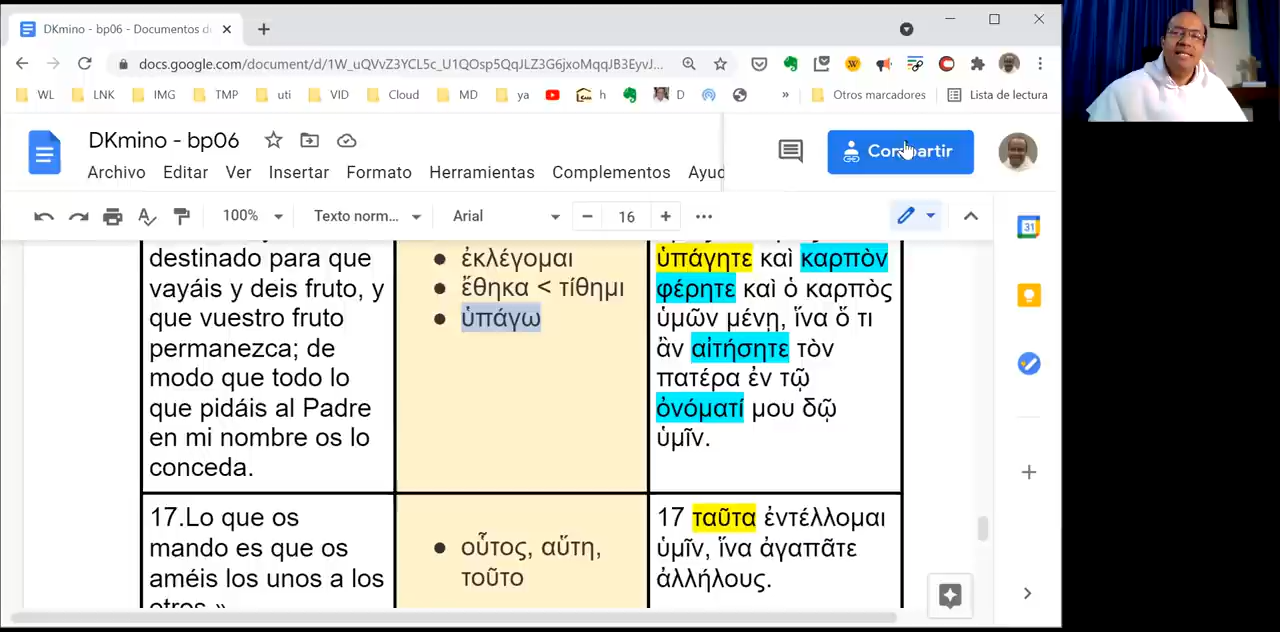 DKmino - bp06 - Documentos d
docs.google.com/document/d/1W_uQVvZ3YCL5c_U1QOsp5QqJLZ3G6jxoMqqJB3EyvJ...
WL LNK IMG TMP uti VID Cloud MD ya h D » Otros marcadores Lista de lectura
DKmino - bp06
Compartir
Archivo Editar Ver Insertar Formato Herramientas Complementos Ayud
100% Texto norm... Arial 16
31
destinado para que
vayáis y deis fruto, y
que vuestro fruto
permanezca; de
modo que todo lo
que pidáis al Padre
en mi nombre os lo
conceda.
● ἐκλέγομαι
● ἔθηκα < τίθημι
● ὑπάγω
ὑπάγητε καὶ καρπὸν
φέρητε καὶ ὁ καρπὸς
ὑμῶν μένῃ, ἵνα ὅ τι
ἂν αἰτήσητε τὸν
πατέρα ἐν τῷ
ὀνόματί μου δῷ
ὑμῖν.
17.Lo que os
mando es que os
améis los unos a los
otros.»
● οὗτος, αὕτη,
τοῦτο
17 ταῦτα ἐντέλλομαι
ὑμῖν, ἵνα ἀγαπᾶτε
ἀλλήλους.